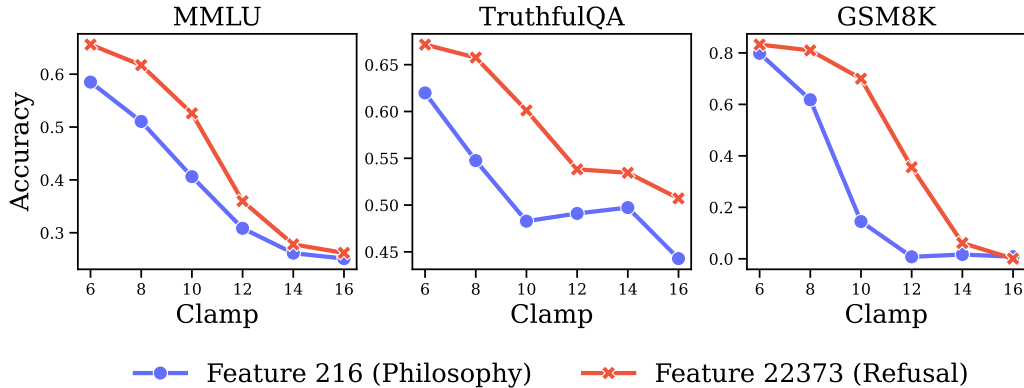 MMLU TruthfulQA GSM8K
Accuracy
0.6
0.5
0.4
0.3
6 8 10 12 14 16
Clamp
0.65
0.60
0.55
0.50
0.45
6 8 10 12 14 16
Clamp
0.8
0.6
0.4
0.2
0.0
6 8 10 12 14 16
Clamp
Feature 216 (Philosophy) Feature 22373 (Refusal)